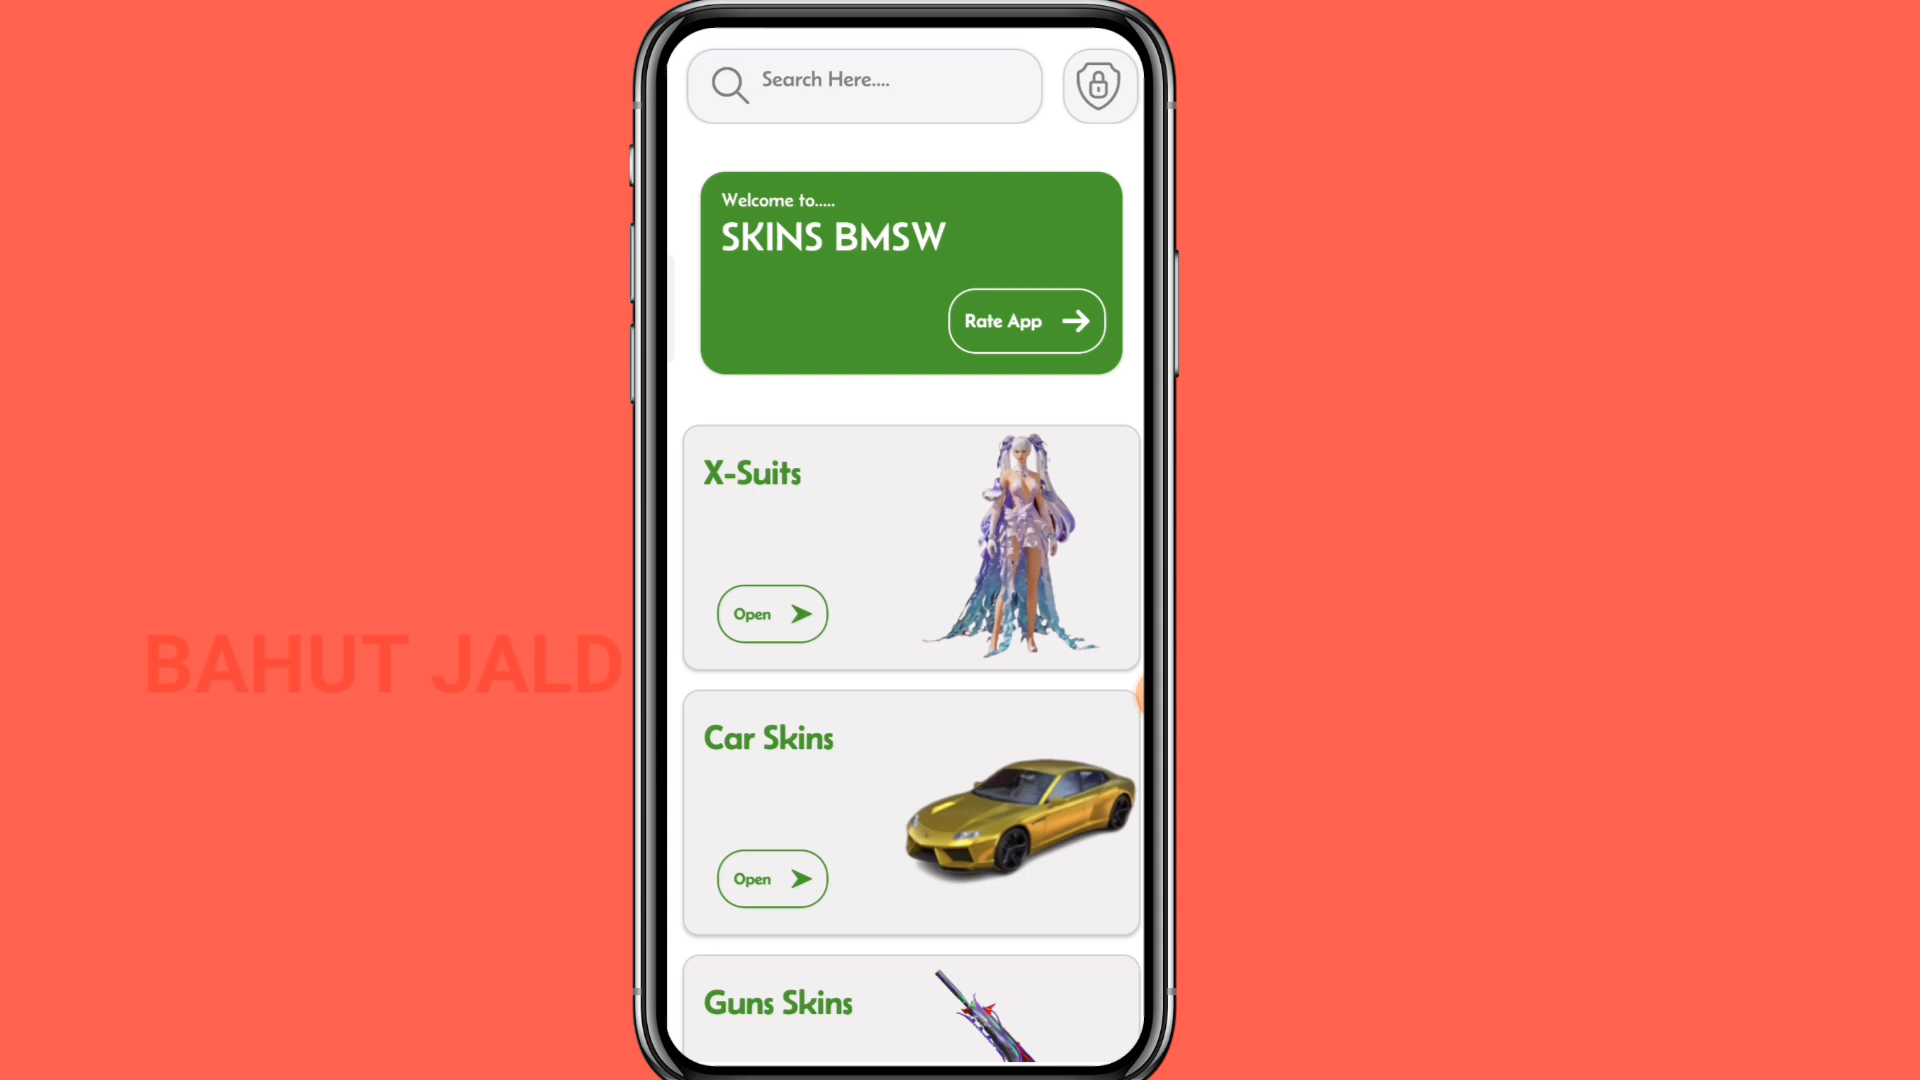 Search Here....
Welcome to.....
SKINS BMSW
Rate App
X-Suits
Open
BAHUT JALD
Car Skins
Open
Guns Skins